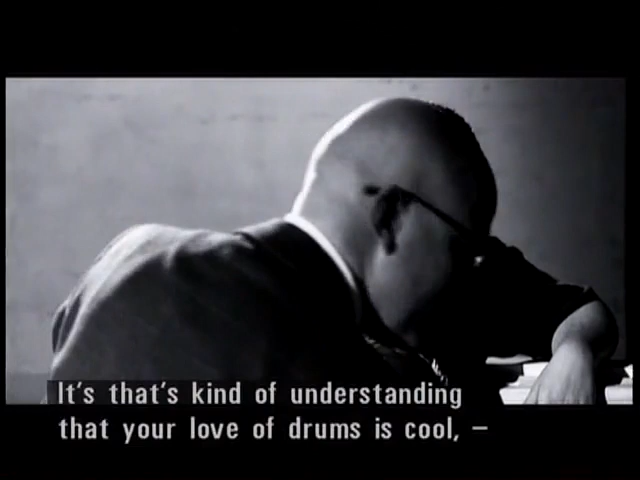 It's that's kind of understanding
that your love of drums is cool, –